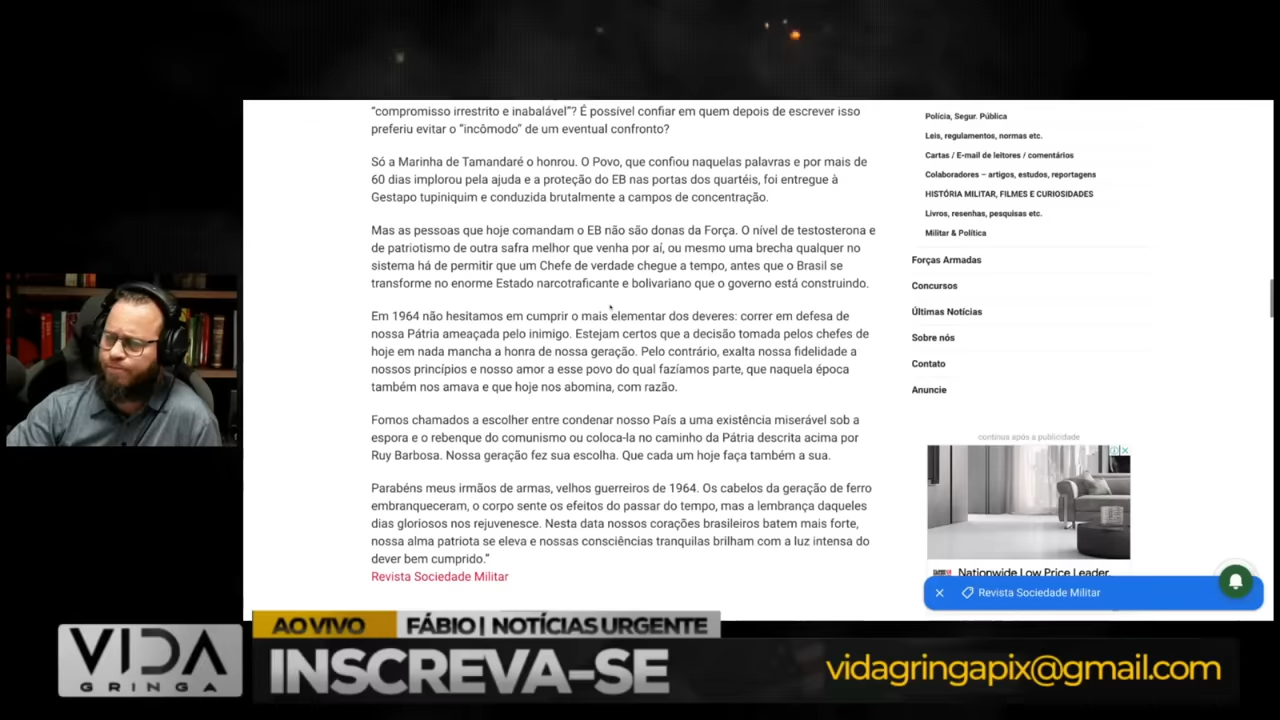 “compromisso irrestrito e inabalável”? É possível confiar em quem depois de escrever isso
preferiu evitar o “incômodo” de um eventual confronto?
Só a Marinha de Tamandaré o honrou. O Povo, que confiou naquelas palavras e por mais de
60 dias implorou pela ajuda e a proteção do EB nas portas dos quartéis, foi entregue à
Gestapo tupiniquim e conduzida brutalmente a campos de concentração.
Mas as pessoas que hoje comandam o EB não são donas da Força. O nível de testosterona e
de patriotismo de outra safra melhor que venha por aí, ou mesmo uma brecha qualquer no
sistema há de permitir que um Chefe de verdade chegue a tempo, antes que o Brasil se
transforme no enorme Estado narcotraficante e bolivariano que o governo está construindo.
Em 1964 não hesitamos em cumprir o mais elementar dos deveres: correr em defesa de
nossa Pátria ameaçada pelo inimigo. Estejam certos que a decisão tomada pelos chefes de
hoje em nada mancha a honra de nossa geração. Pelo contrário, exalta nossa fidelidade a
nossos princípios e nosso amor a esse povo do qual fazíamos parte, que naquela época
também nos amava e que hoje nos abomina, com razão.
Fomos chamados a escolher entre condenar nosso País a uma existência miserável sob a
espora e o rebenque do comunismo ou coloca-la no caminho da Pátria descrita acima por
Ruy Barbosa. Nossa geração fez sua escolha. Que cada um hoje faça também a sua.
Parabéns meus irmãos de armas, velhos guerreiros de 1964. Os cabelos da geração de ferro
embranqueceram, o corpo sente os efeitos do passar do tempo, mas a lembrança daqueles
dias gloriosos nos rejuvenesce. Nesta data nossos corações brasileiros batem mais forte,
nossa alma patriota se eleva e nossas consciências tranquilas brilham com a luz intensa do
dever bem cumprido.”
Revista Sociedade Militar
Polícia, Segur. Pública
Leis, regulamentos, normas etc.
Cartas / E-mail de leitores / comentários
Colaboradores – artigos, estudos, reportagens
HISTÓRIA MILITAR, FILMES E CURIOSIDADES
Livros, resenhas, pesquisas etc.
Militar & Política
Forças Armadas
Concursos
Últimas Notícias
Sobre nós
Contato
Anuncie
continua após a publicidade
Nationwide Low Price Leader.
Revista Sociedade Militar
AO VIVO
FÁBIO | NOTÍCIAS URGENTE
VIDA
GRINGA
INSCREVA-SE
vidagringapix@gmail.com